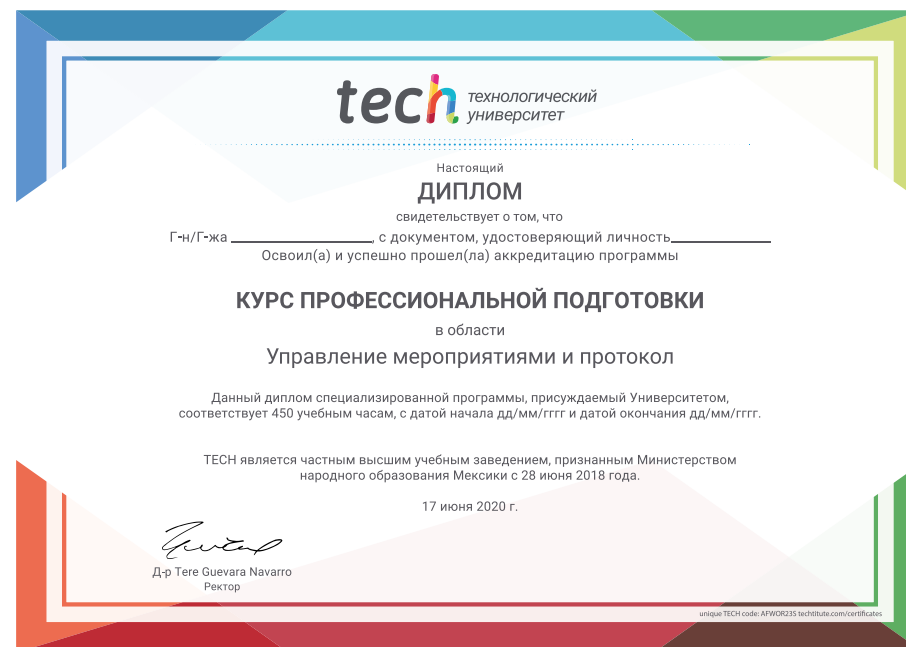 tech технологический
университет
Настоящий
ДИПЛОМ
свидетельствует о том, что
Г-н/Г-жа ________________, с документом, удостоверяющий личность____________
Освоил(а) и успешно прошел(ла) аккредитацию программы
КУРС ПРОФЕССИОНАЛЬНОЙ ПОДГОТОВКИ
в области
Управление мероприятиями и протокол
Данный диплом специализированной программы, присуждаемый Университетом,
соответствует 450 учебным часам, с датой начала дд/мм/гггг и датой окончания дд/мм/гггг.
TECH является частным высшим учебным заведением, признанным Министерством
народного образования Мексики с 28 июня 2018 года.
17 июня 2020 г.
Д-р Tere Guevara Navarro
Ректор
unique TECH code: AFWOR23S techtitute.com/certificates